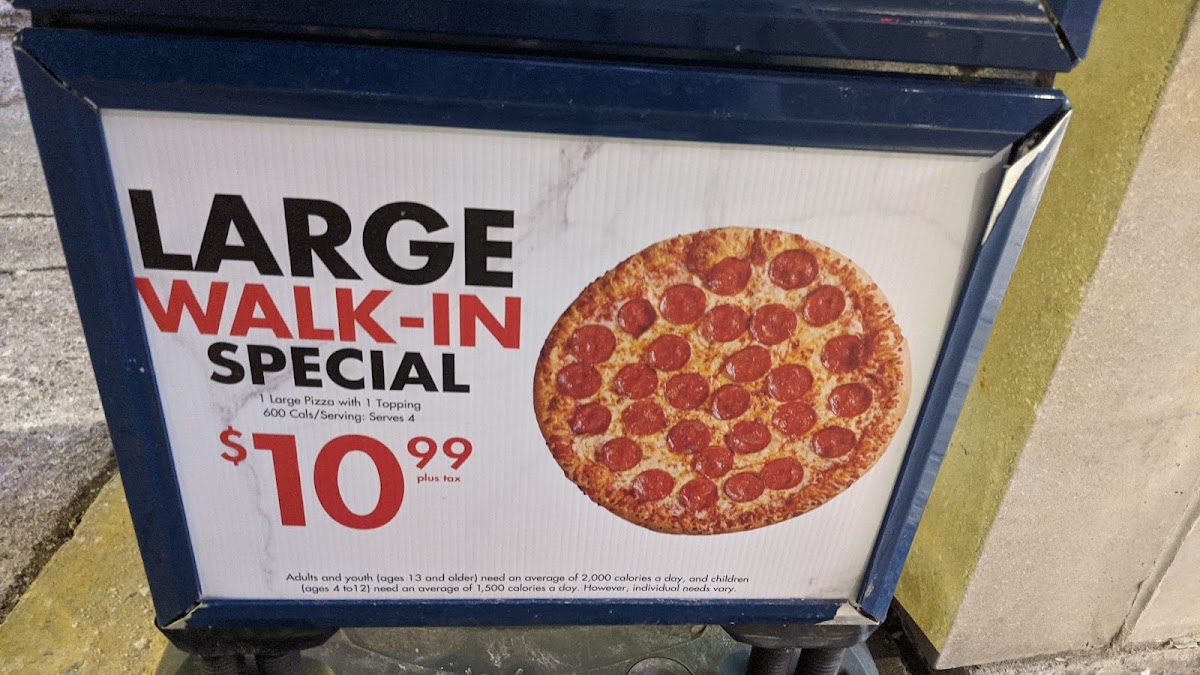 LARGE
WALK-IN
SPECIAL
1 Large Pizza with 1 Topping
600 Cals/Serving: Serves 4
$10 99
plus tax
Adults and youth (ages 13 and older) need an average of 2,000 calories a day, and children
(ages 4 to12) need an average of 1,500 calories a day. However, individual needs vary.